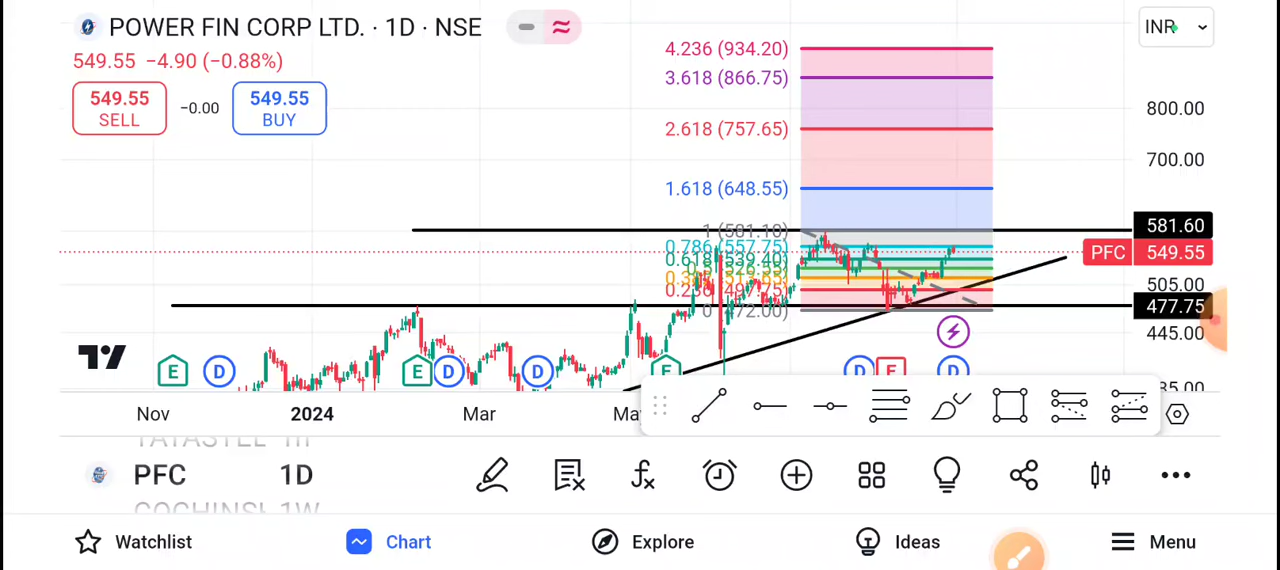 POWER FIN CORP LTD. · 1D · NSE
INR
549.55 −4.90 (−0.88%)
549.55
SELL
−0.00
549.55
BUY
4.236 (934.20)
3.618 (866.75)
2.618 (757.65)
1.618 (648.55)
0.786 (557.75)
0.618 (539.40)
0 (472.00)
800.00
700.00
581.60
PFC 549.55
505.00
477.75
445.00
E
D
E
D
D
E
D
E
D
Nov
2024
Mar
PFC 1D
Watchlist
Chart
Explore
Ideas
Menu